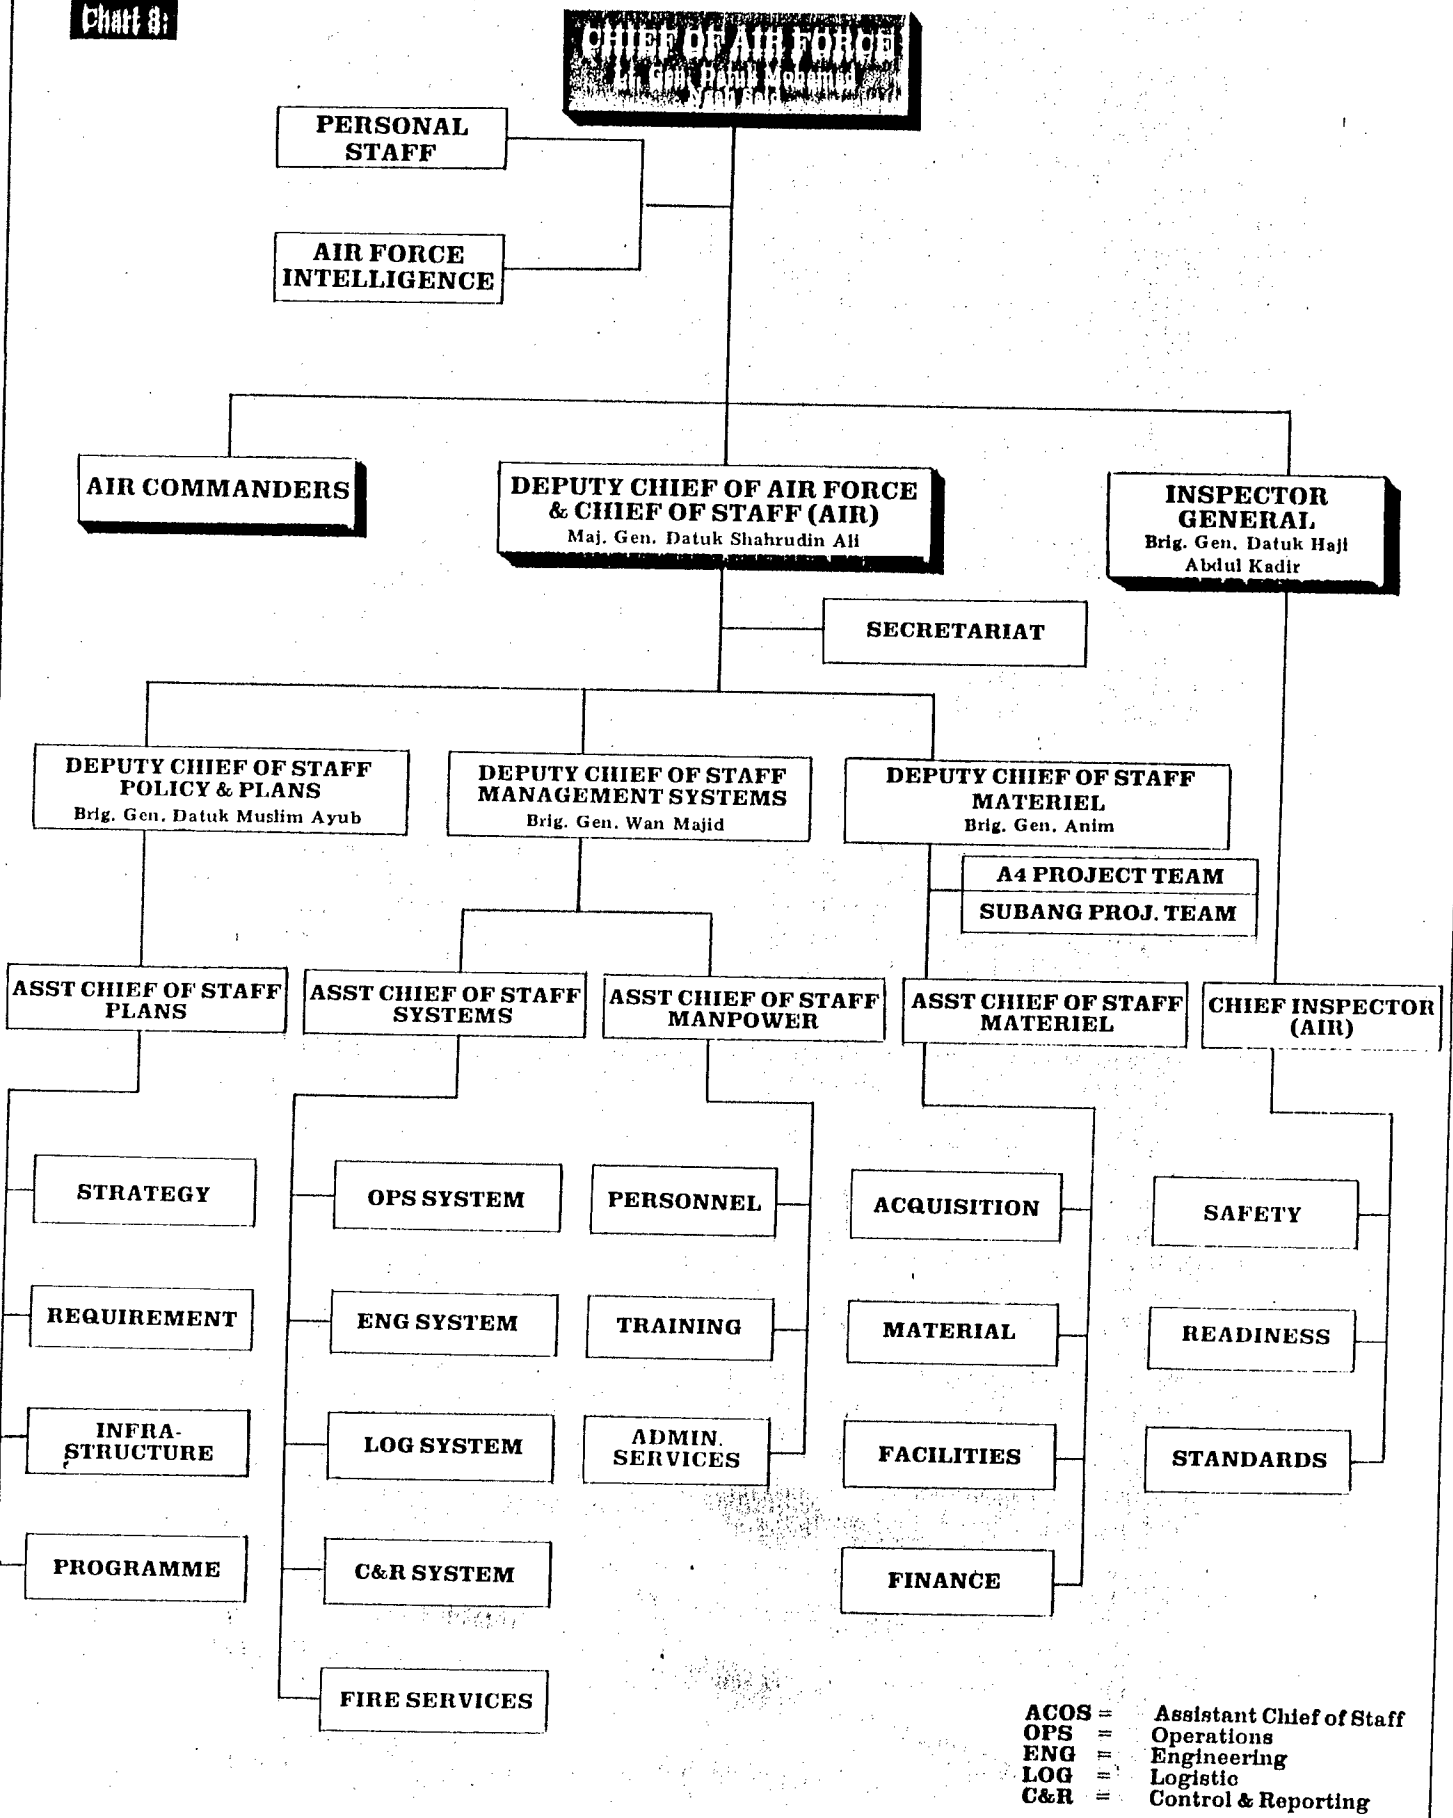 Chart 8:
CHIEF OF AIR FORCE
Lt. Gen. Datuk Mohamed
Ngah Said
PERSONAL
STAFF
AIR FORCE
INTELLIGENCE
AIR COMMANDERS
DEPUTY CHIEF OF AIR FORCE
& CHIEF OF STAFF (AIR)
Maj. Gen. Datuk Shahrudin Ali
INSPECTOR
GENERAL
Brig. Gen. Datuk Haji
Abdul Kadir
SECRETARIAT
DEPUTY CHIEF OF STAFF
POLICY & PLANS
Brig. Gen. Datuk Muslim Ayub
DEPUTY CHIEF OF STAFF
MANAGEMENT SYSTEMS
Brig. Gen. Wan Majid
DEPUTY CHIEF OF STAFF
MATERIEL
Brig. Gen. Anim
A4 PROJECT TEAM
SUBANG PROJ. TEAM
ASST CHIEF OF STAFF
PLANS
ASST CHIEF OF STAFF
SYSTEMS
ASST CHIEF OF STAFF
MANPOWER
ASST CHIEF OF STAFF
MATERIEL
CHIEF INSPECTOR
(AIR)
STRATEGY
REQUIREMENT
INFRA-
STRUCTURE
PROGRAMME
OPS SYSTEM
ENG SYSTEM
LOG SYSTEM
C&R SYSTEM
FIRE SERVICES
PERSONNEL
TRAINING
ADMIN.
SERVICES
ACQUISITION
MATERIAL
FACILITIES
FINANCE
SAFETY
READINESS
STANDARDS
ACOS = Assistant Chief of Staff
OPS = Operations
ENG = Engineering
LOG = Logistic
C&R = Control & Reporting